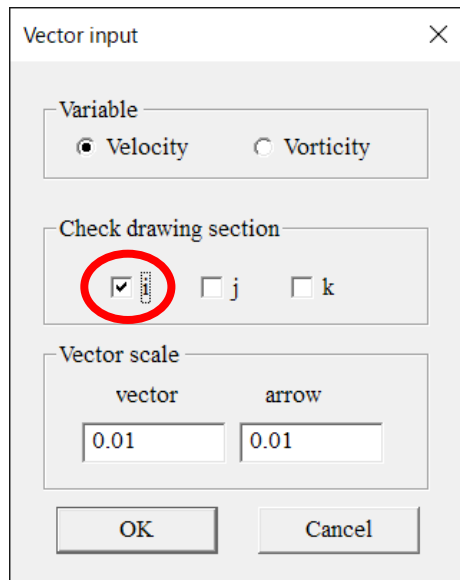 Vector input
Variable
Velocity Vorticity
Check drawing section
i j k
Vector scale
vector arrow
0.01 0.01
OK Cancel